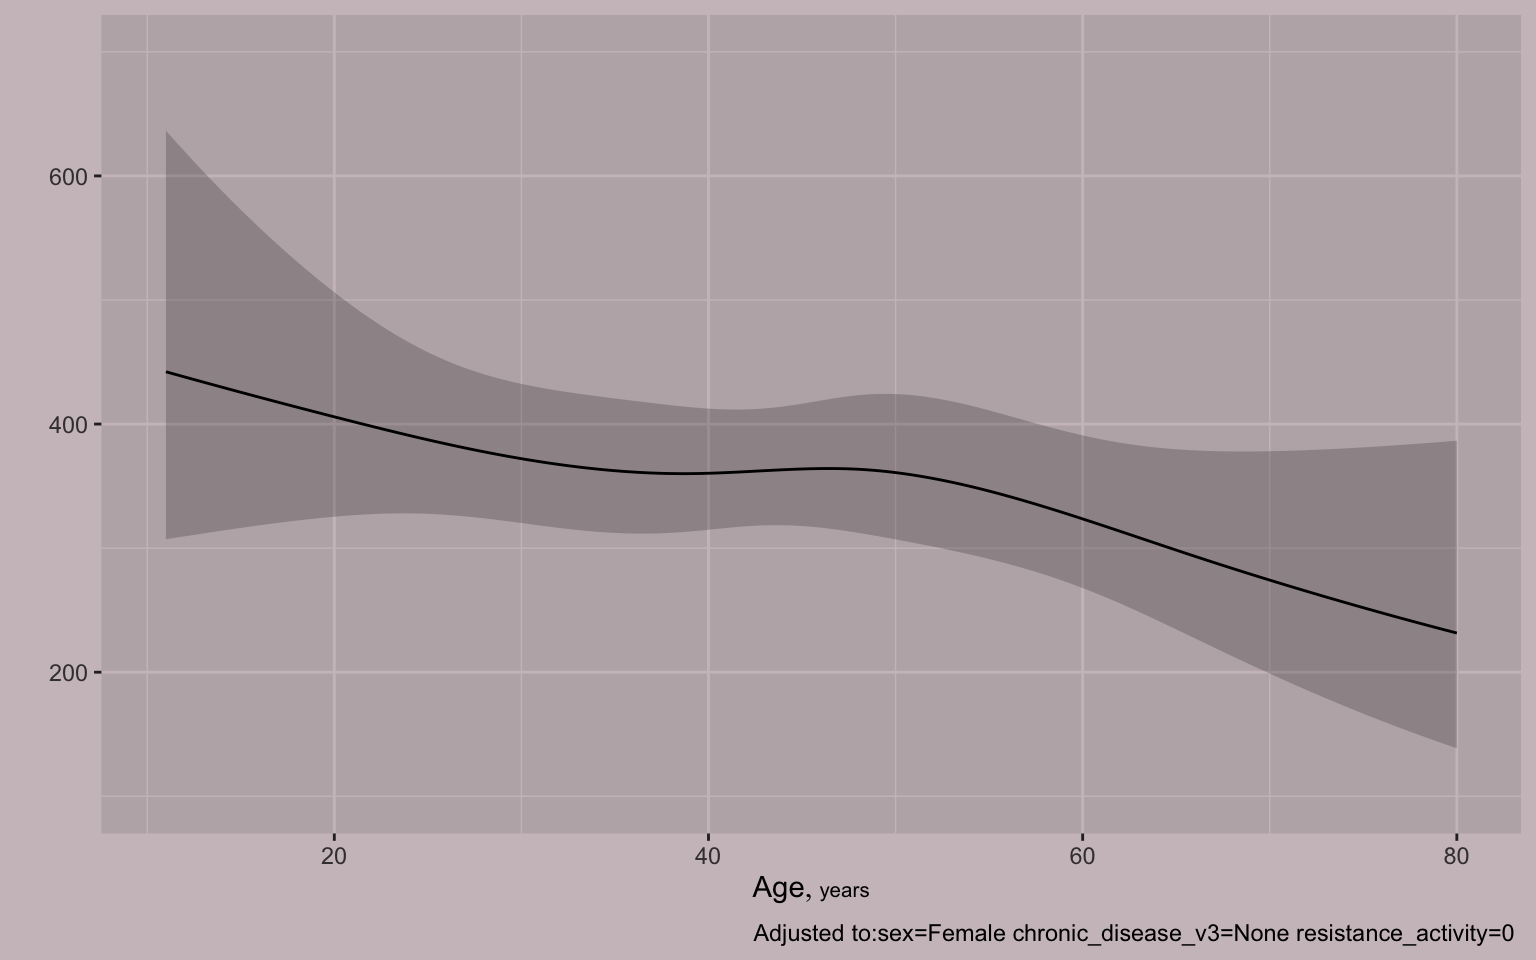 600
400
200
20 40 60 80
Age, years
Adjusted to:sex=Female chronic_disease_v3=None resistance_activity=0